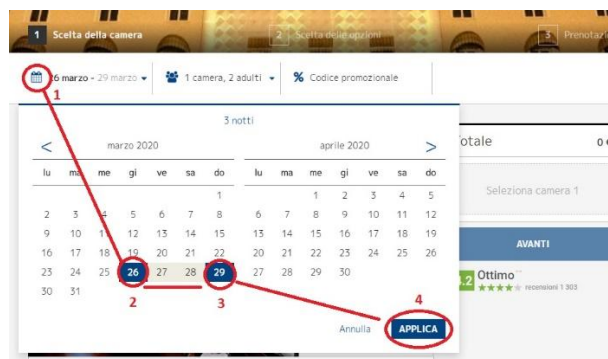 1 Scelta della camera
2 Scelta delle opzioni
3 Prenotazi
26 marzo - 29 marzo
1 camera, 2 adulti
% Codice promozionale
1
3 notti
< marzo 2020
aprile 2020 >
lu ma me gi ve sa do
lu ma me gi ve sa do
1
1 2 3 4 5
2 3 4 5 6 7 8
6 7 8 9 10 11 12
9 10 11 12 13 14 15
13 14 15 16 17 18 19
16 17 18 19 20 21 22
20 21 22 23 24 25 26
23 24 25 26 27 28 29
27 28 29 30
30 31
2
3
4
Annulla
APPLICA
otale 0 €
Seleziona camera 1
AVANTI
.2 Ottimo
recensioni 1 303